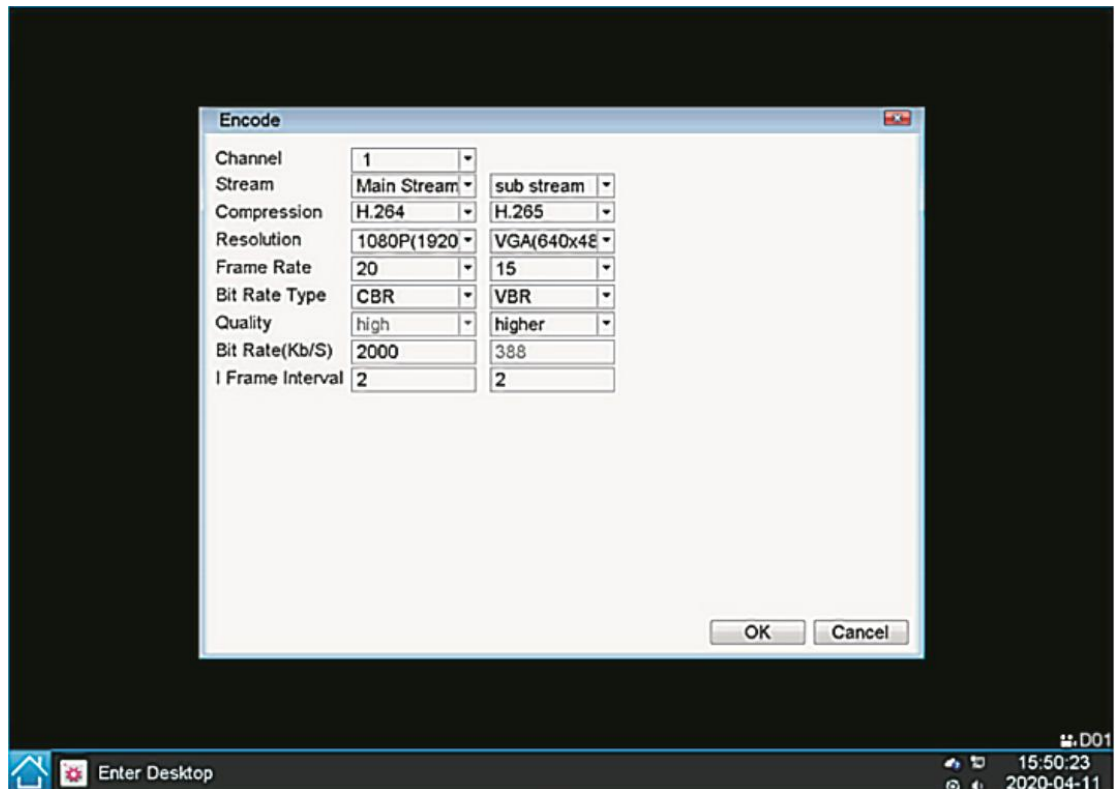 Encode
Channel 1
Stream Main Stream sub stream
Compression H.264 H.265
Resolution 1080P(1920 VGA(640x48
Frame Rate 20 15
Bit Rate Type CBR VBR
Quality high higher
Bit Rate(Kb/S) 2000 388
I Frame Interval 2 2
OK Cancel
D01
Enter Desktop 15:50:23
2020-04-11